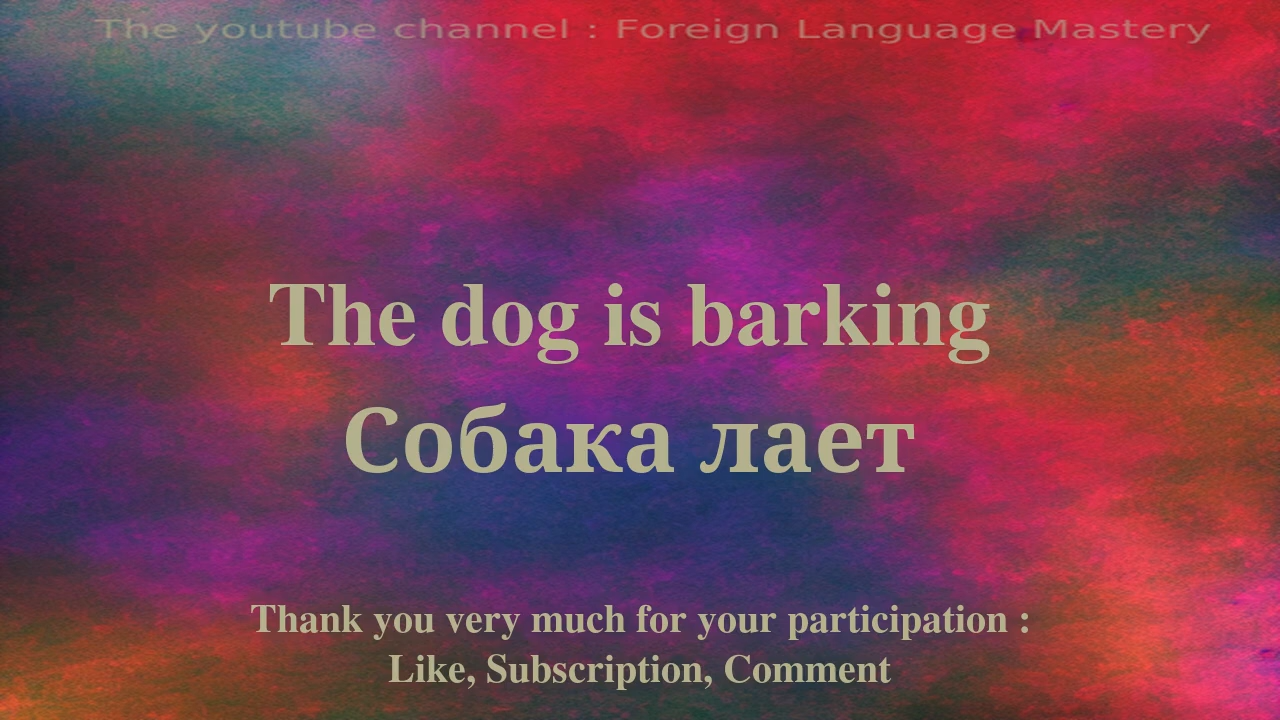 The youtube channel : Foreign Language Mastery
The dog is barking
Собака лает
Thank you very much for your participation :
Like, Subscription, Comment